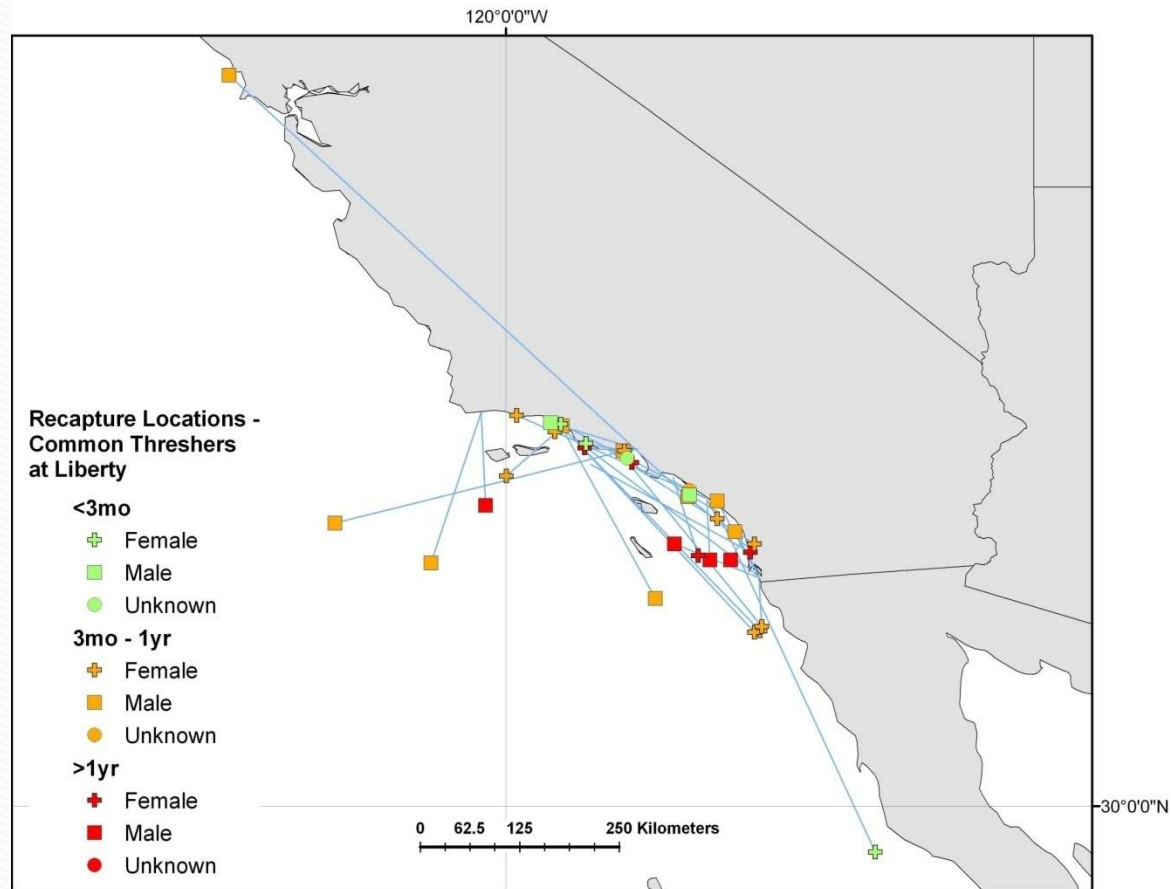 120°0'0"W
Recapture Locations -
Common Threshers
at Liberty
<3mo
Female
Male
Unknown
3mo - 1yr
Female
Male
Unknown
>1yr
Female
Male
Unknown
0 62.5 125 250 Kilometers
30°0'0"N